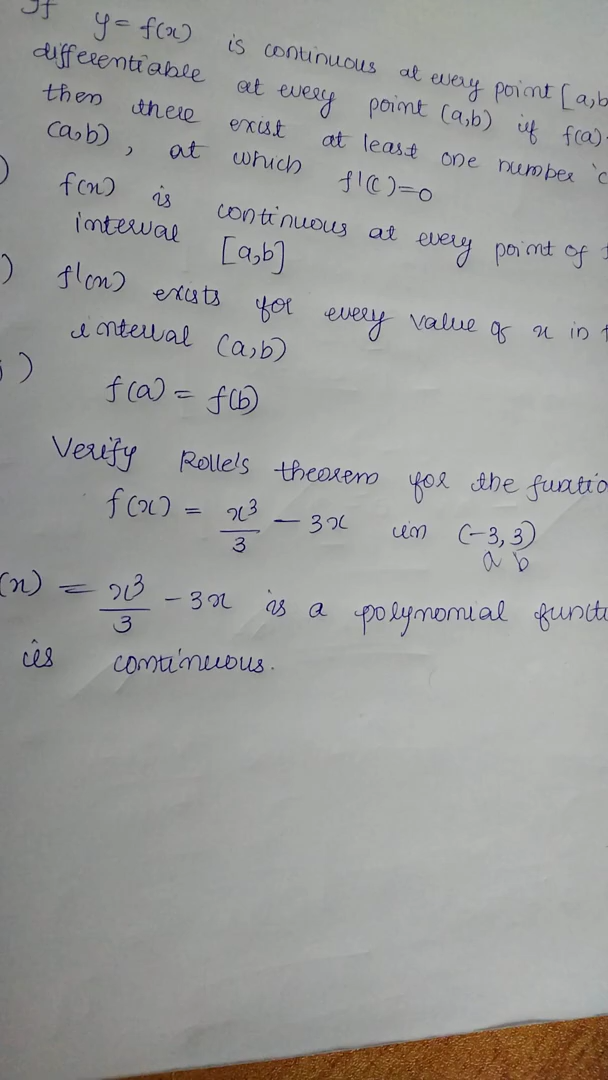 If y = f(x) is continuous at every point [a,b
differentiable at every point (a,b) if f(a)
then there exist at least one number 'c
(a,b), at which f'(c)=0
) f(x) is continuous at every point of
interval [a,b]
) f'(x) exists for every value of x in
interval (a,b)
) f(a) = f(b)
Verify Rolle's theorem for the functio
f(x) = x³/3 - 3x in (-3,3)
a b
(x) = x³/3 - 3x is a polynomial functi
is continuous.